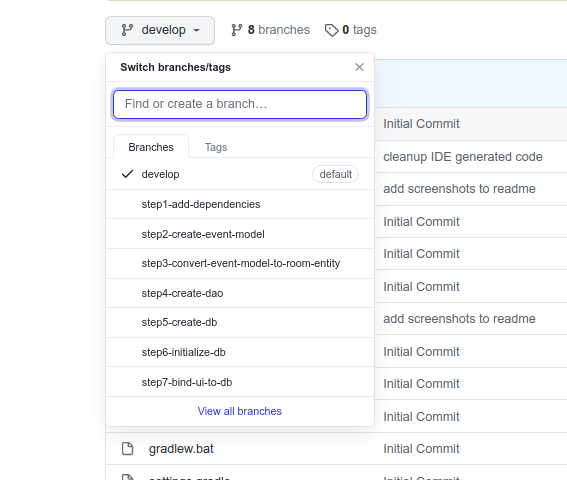 develop
8 branches
0 tags
Switch branches/tags
Find or create a branch...
Branches
Tags
develop
default
step1-add-dependencies
step2-create-event-model
step3-convert-event-model-to-room-entity
step4-create-dao
step5-create-db
step6-initialize-db
step7-bind-ui-to-db
View all branches
Initial Commit
cleanup IDE generated code
add screenshots to readme
Initial Commit
Initial Commit
Initial Commit
add screenshots to readme
Initial Commit
Initial Commit
Initial Commit
gradlew.bat
Initial Commit